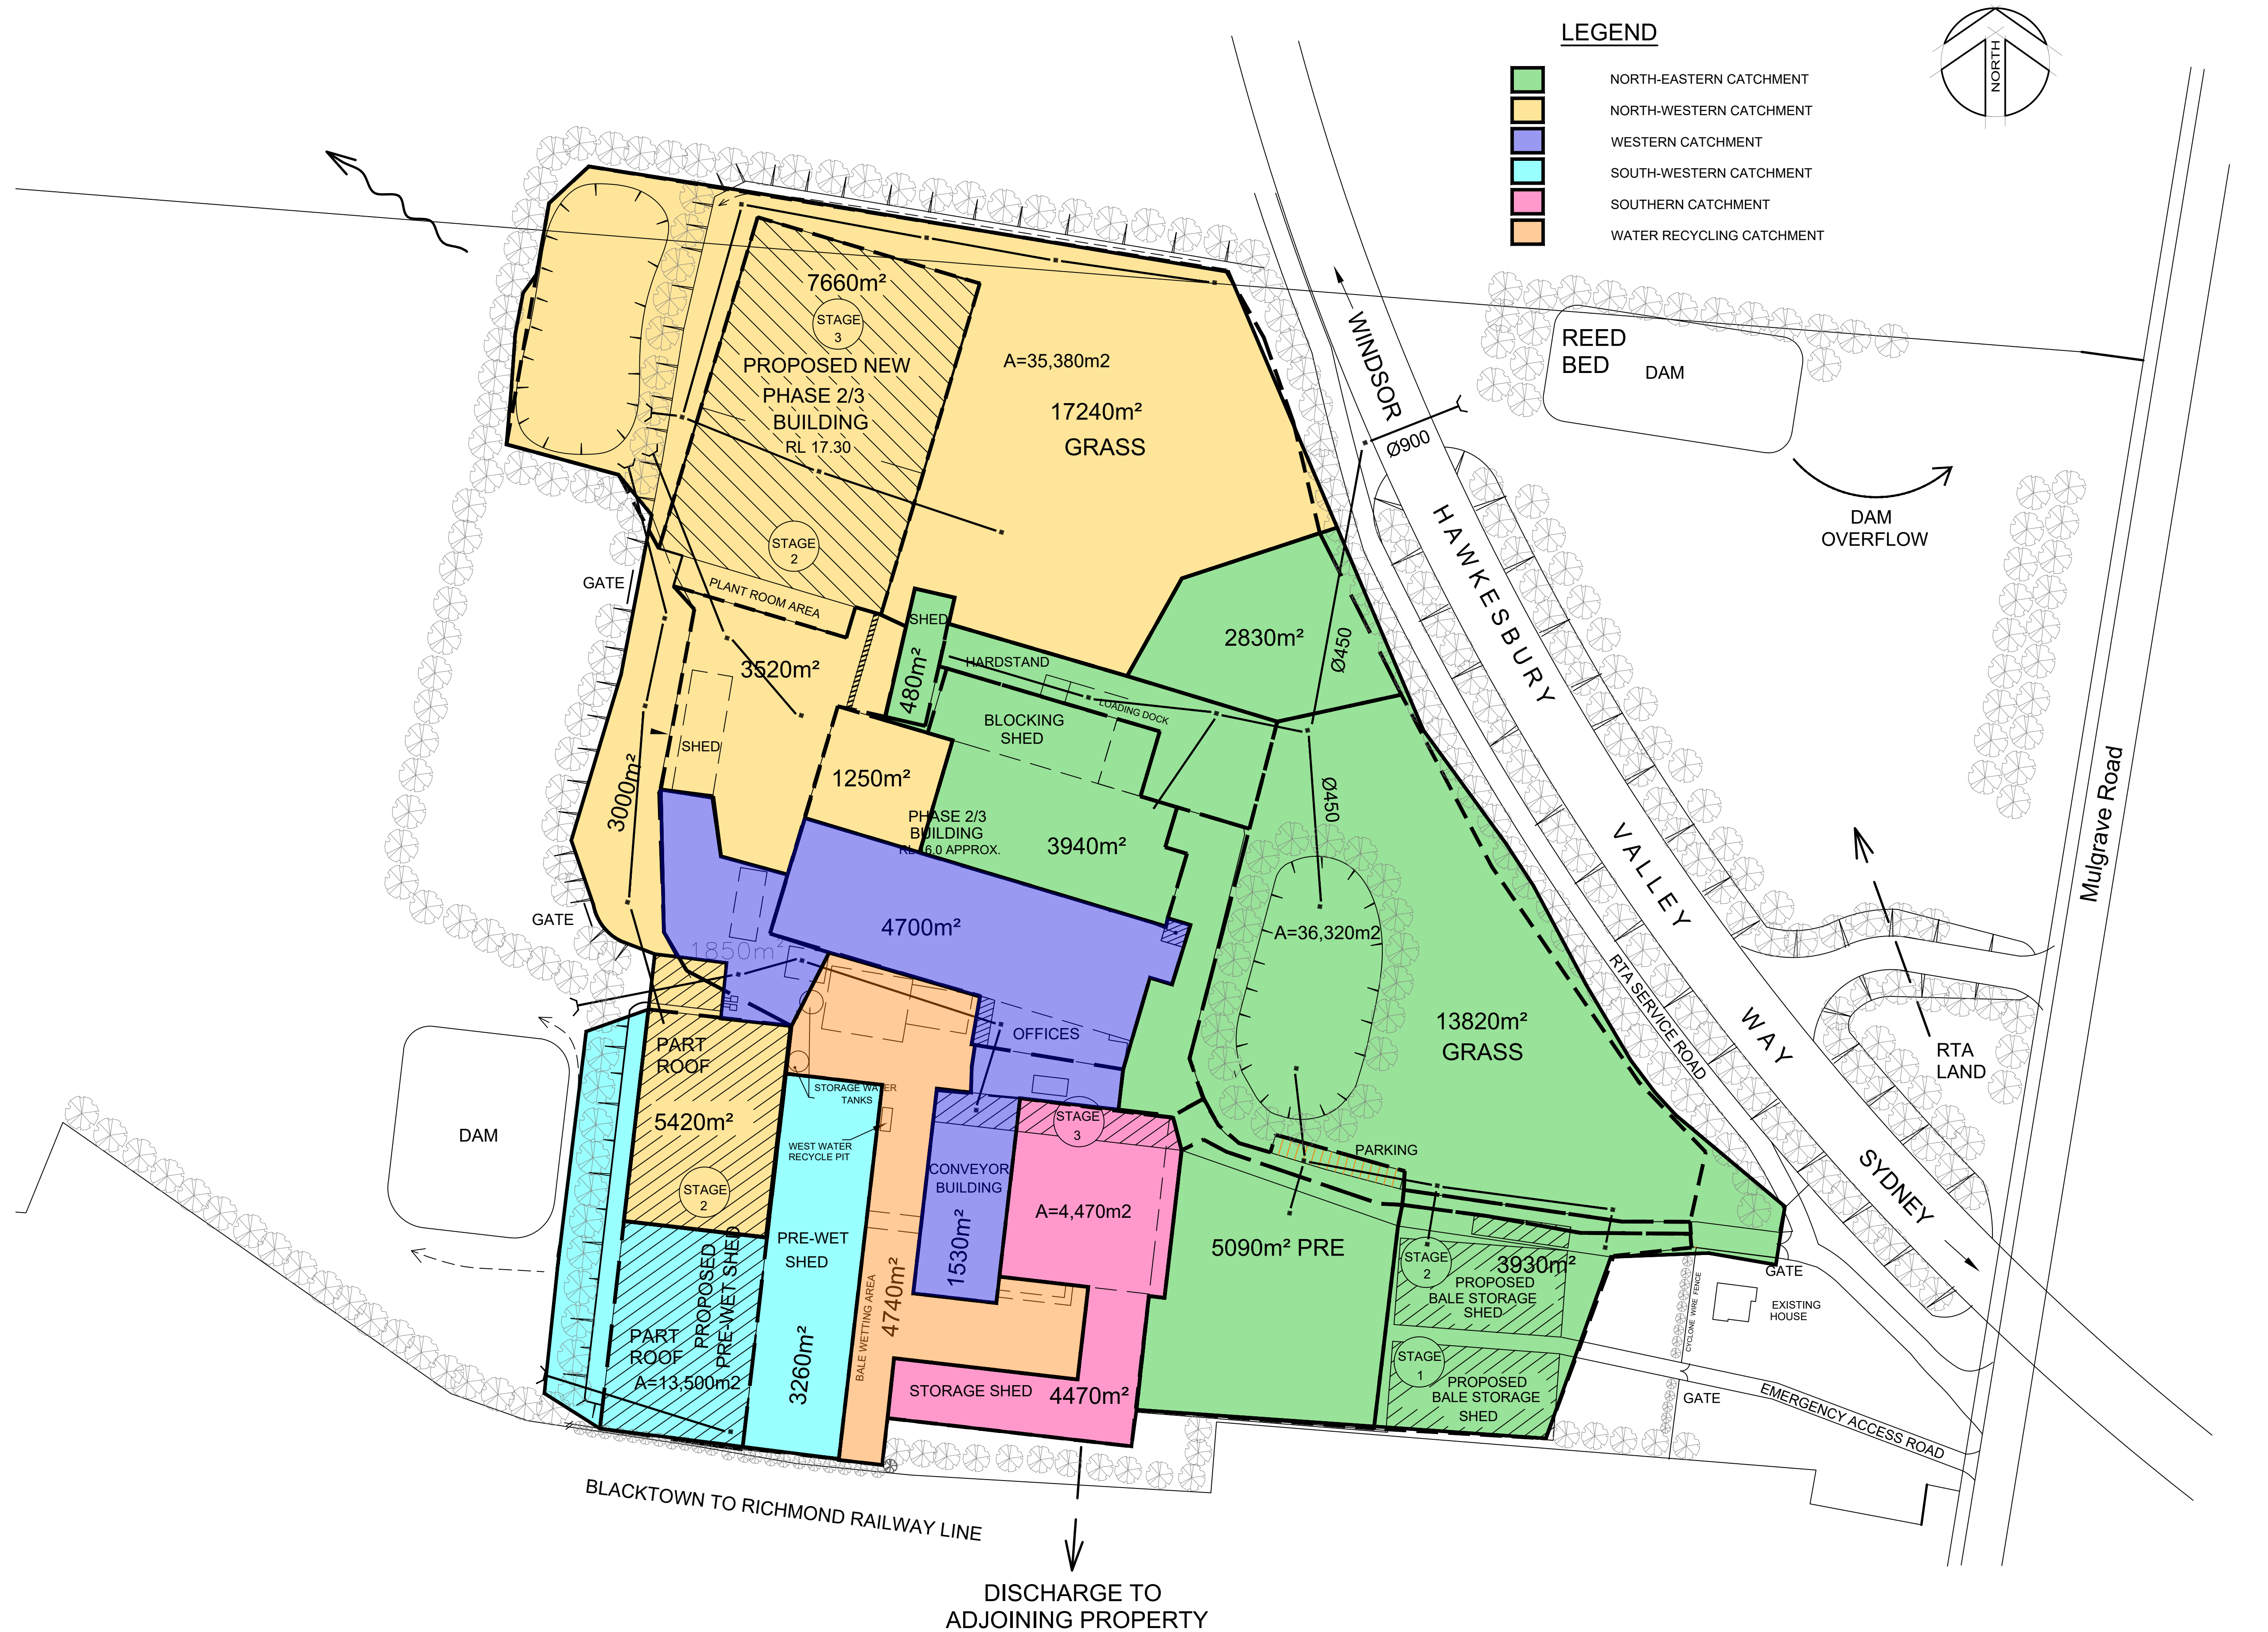 LEGEND
NORTH-EASTERN CATCHMENT
NORTH-WESTERN CATCHMENT
WESTERN CATCHMENT
SOUTH-WESTERN CATCHMENT
SOUTHERN CATCHMENT
WATER RECYCLING CATCHMENT
NORTH
7660m²
STAGE
3
PROPOSED NEW
PHASE 2/3
BUILDING
RL 17.30
A=35,380m2
17240m²
GRASS
WINDSOR
Ø900
REED
BED
DAM
DAM
OVERFLOW
HAWKESBURY
VALLEY
WAY
SYDNEY
Mulgrave Road
STAGE
2
GATE
PLANT ROOM AREA
SHED
480m²
2830m²
Ø450
HARDSTAND
LOADING DOCK
BLOCKING
SHED
3520m²
SHED
3000m²
1250m²
Ø450
PHASE 2/3
BUILDING
3940m²
GATE
4700m²
A=36,320m2
1850m²
RTA SERVICE ROAD
13820m²
GRASS
RTA
LAND
OFFICES
PART
ROOF
5420m²
STORAGE WATER
TANKS
WEST WATER
RECYCLE PIT
DAM
STAGE
3
PARKING
STAGE
2
CONVEYOR
BUILDING
1530m²
A=4,470m2
PRE-WET
SHED
5090m² PRE
STAGE
2
3930m²
PROPOSED
BALE STORAGE
SHED
GATE
EXISTING
HOUSE
CYCLONE WIRE FENCE
PROPOSED
PRE-WET SHED
PART
ROOF
A=13,500m2
3260m²
BALE WETTING AREA
4740m²
STORAGE SHED
4470m²
STAGE
1
PROPOSED
BALE STORAGE
SHED
GATE
EMERGENCY ACCESS ROAD
BLACKTOWN TO RICHMOND RAILWAY LINE
DISCHARGE TO
ADJOINING PROPERTY